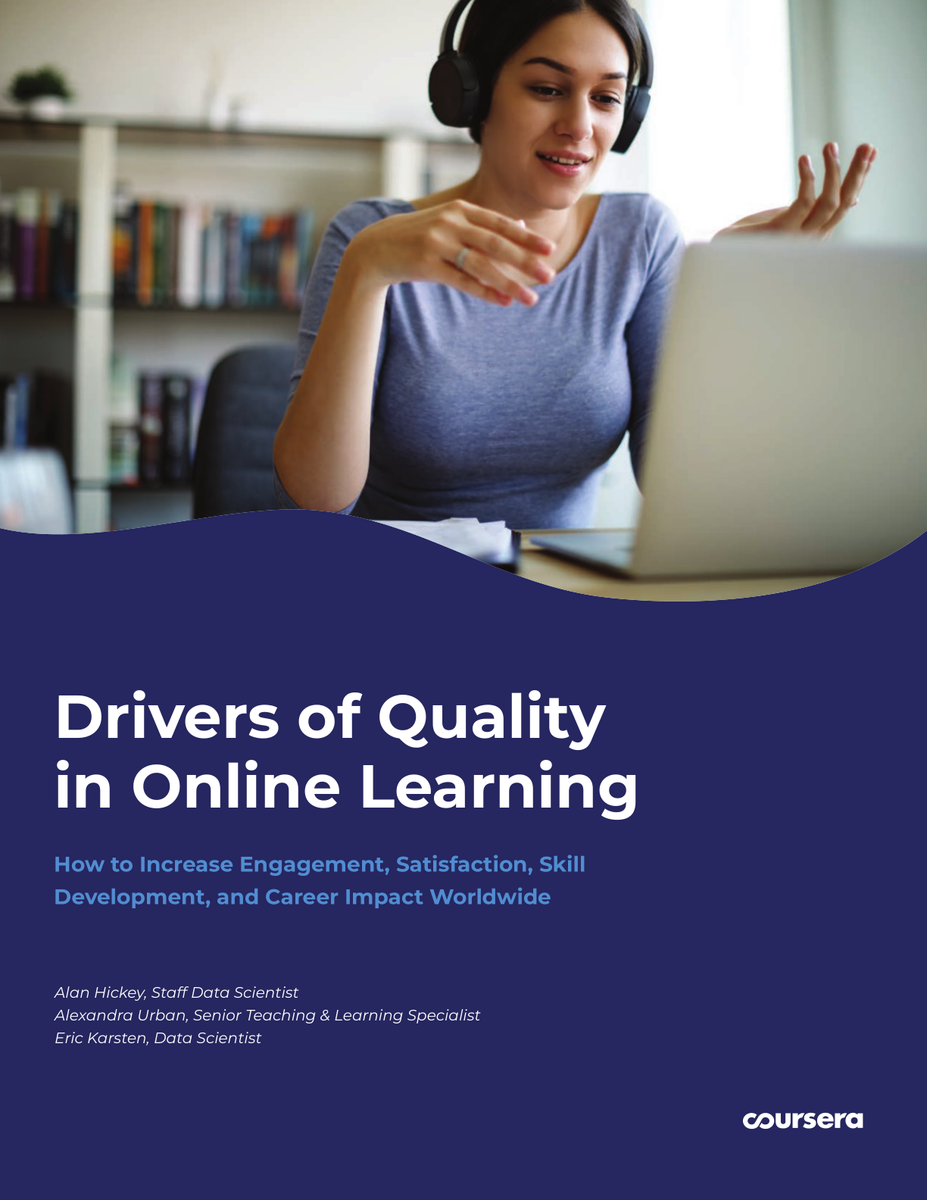 Drivers of Quality
in Online Learning
How to Increase Engagement, Satisfaction, Skill
Development, and Career Impact Worldwide
Alan Hickey, Staff Data Scientist
Alexandra Urban, Senior Teaching & Learning Specialist
Eric Karsten, Data Scientist
coursera